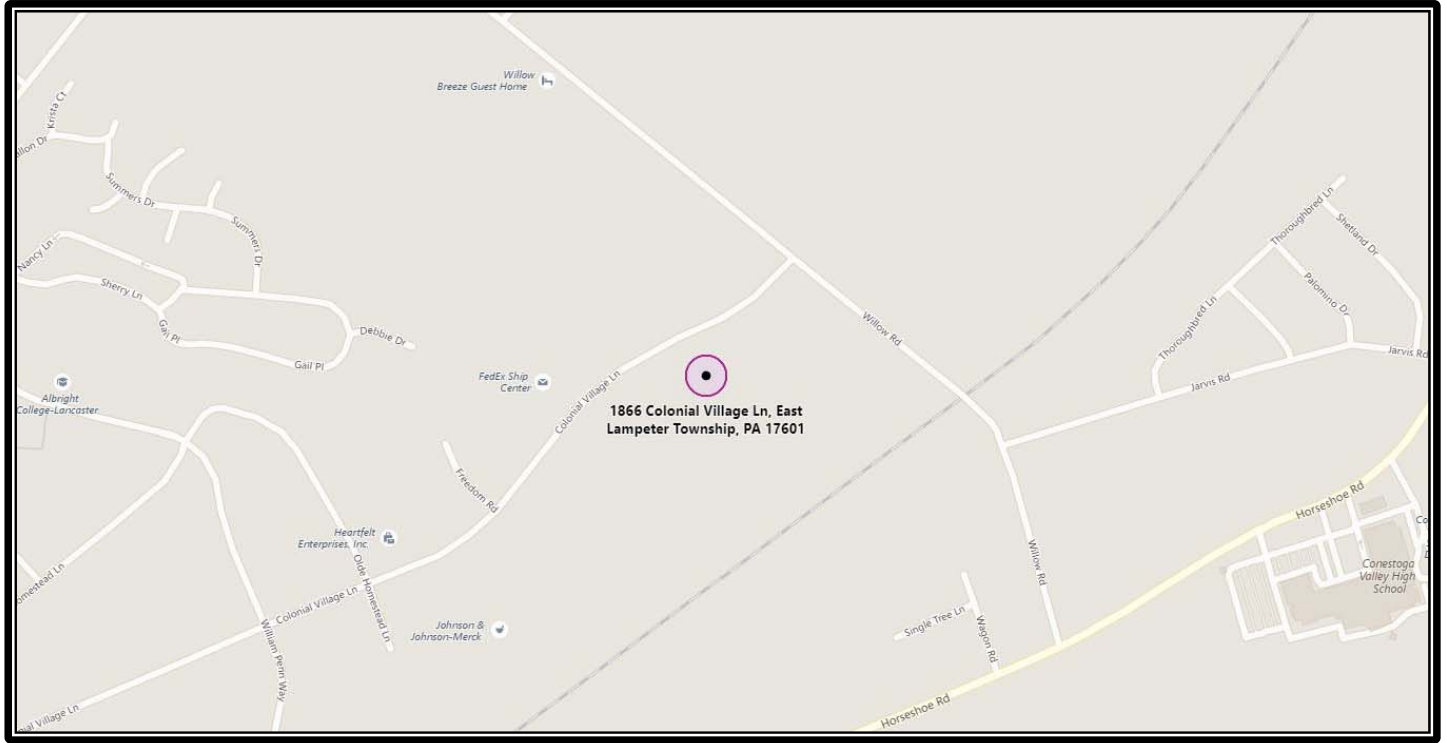 Willow
Breeze Guest Home
Krista Ct
allon Dr
Summers Dr
Summers Dr
Nancy Ln
Sherry Ln
Gail Pl
Debbie Dr
Gail Pl
Albright
College-Lancaster
FedEx Ship
Center
Colonial Village Ln
1866 Colonial Village Ln, East
Lampeter Township, PA 17601
Willow Rd
Thoroughbred Ln
Shetland Dr
Palomino Dr
Thoroughbred Ln
Jarvis Rd
Jarvis Rd
Freedom Rd
Heartfelt
Enterprises, Inc.
Olde Homestead Ln
omestead Ln
Colonial Village Ln
William Penn Way
Johnson &
Johnson-Merck
nial Village Ln
Willow Rd
Horseshoe Rd
Co
Conestoga
Valley High
School
Single Tree Ln
Wagon Rd
Horseshoe Rd